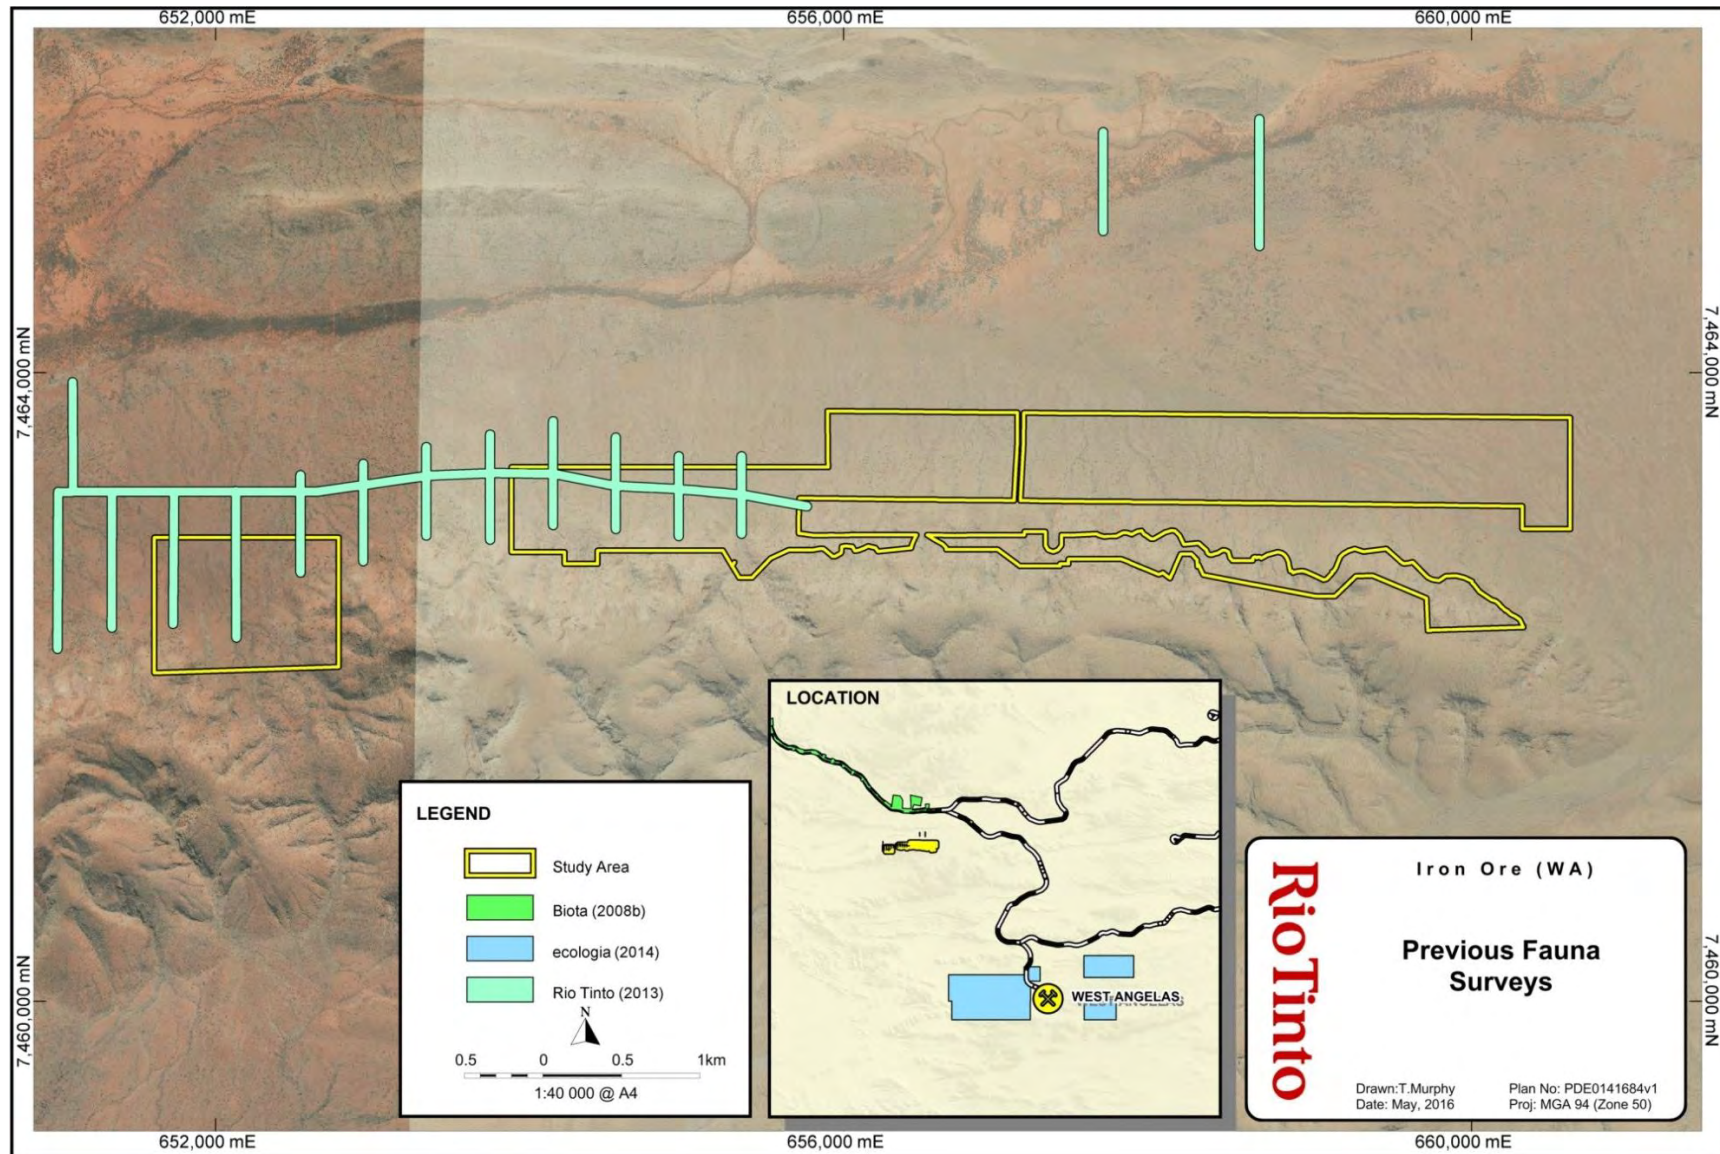 652,000 mE
656,000 mE
660,000 mE
7,464,000 mN
7,464,000 mN
LOCATION
WEST ANGELAS
LEGEND
Study Area
Biota (2008b)
ecologia (2014)
Rio Tinto (2013)
N
0.5 0 0.5 1km
1:40 000 @ A4
RioTinto
Iron Ore (WA)
Previous Fauna
Surveys
Drawn:T.Murphy
Date: May, 2016
Plan No: PDE0141684v1
Proj: MGA 94 (Zone 50)
7,460,000 mN
7,460,000 mN
652,000 mE
656,000 mE
660,000 mE